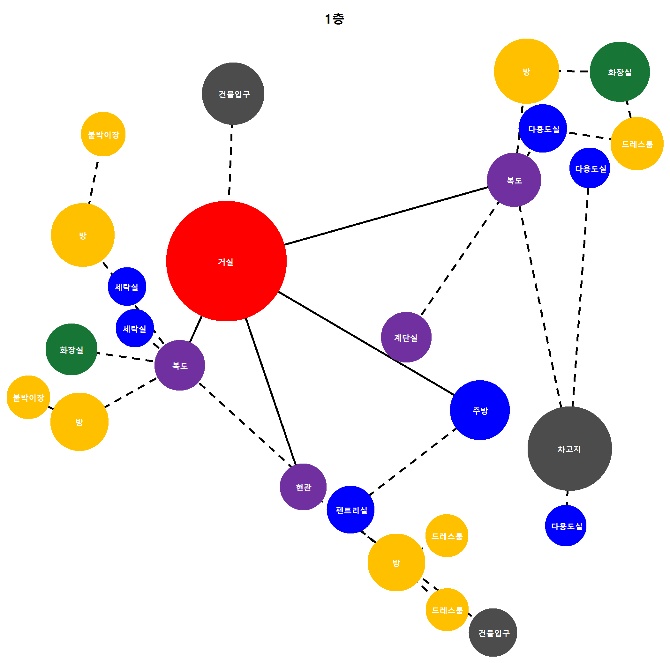 1층
방
화장실
건물입구
다용도실
붙박이장
드레스룸
다용도실
복도
방
거실
세탁실
세탁실
계단실
화장실
복도
붙박이장
주방
방
차고지
현관
팬트리실
다용도실
드레스룸
방
드레스룸
건물입구